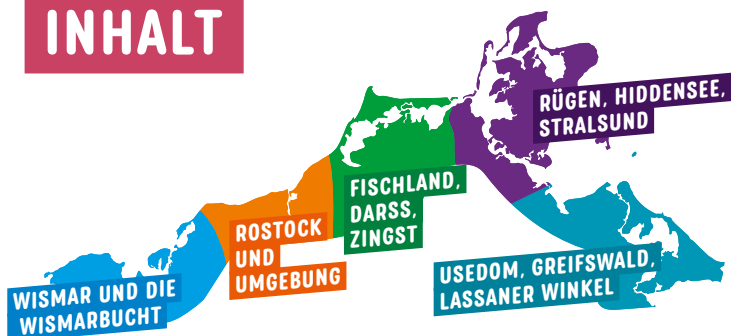 INHALT
RÜGEN, HIDDENSEE,
STRALSUND
FISCHLAND,
DARSS,
ZINGST
ROSTOCK
UND
UMGEBUNG
USEDOM, GREIFSWALD,
LASSANER WINKEL
WISMAR UND DIE
WISMARBUCHT